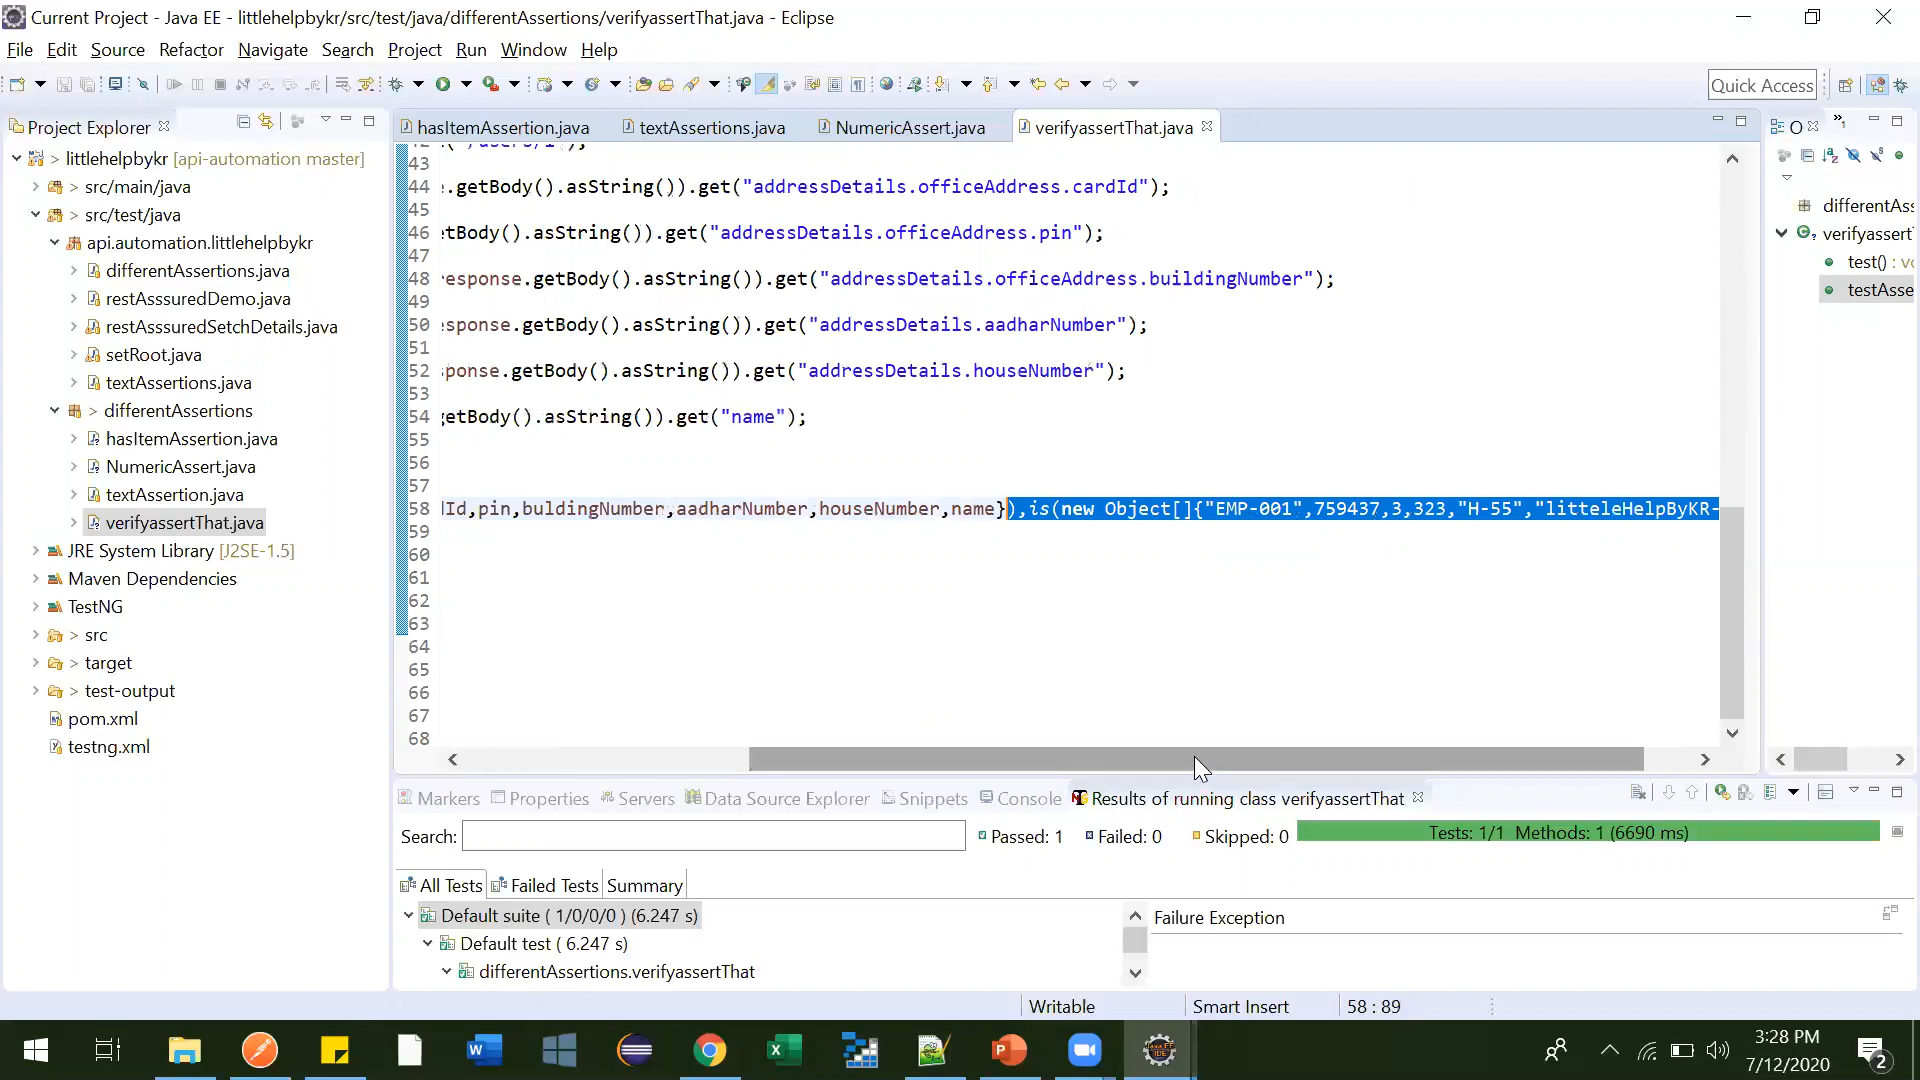 Current Project - Java EE - littlehelpbykr/src/test/java/differentAssertions/verifyassertThat.java - Eclipse
File Edit Source Refactor Navigate Search Project Run Window Help
Quick Access
Project Explorer
littlehelpbykr [api-automation master]
> src/main/java
> src/test/java
api.automation.littlehelpbykr
differentAssertions.java
restAsssuredDemo.java
restAsssuredSetchDetails.java
setRoot.java
textAssertions.java
> differentAssertions
hasItemAssertion.java
NumericAssert.java
textAssertion.java
verifyassertThat.java
JRE System Library [J2SE-1.5]
Maven Dependencies
TestNG
> src
> target
> test-output
pom.xml
testng.xml
hasItemAssertion.java textAssertions.java NumericAssert.java verifyassertThat.java
43
44 .getBody().asString()).get("addressDetails.officeAddress.cardId");
45
46 etBody().asString()).get("addressDetails.officeAddress.pin");
47
48 response.getBody().asString()).get("addressDetails.officeAddress.buildingNumber");
49
50 esponse.getBody().asString()).get("addressDetails.aadharNumber");
51
52 sponse.getBody().asString()).get("addressDetails.houseNumber");
53
54 getBody().asString()).get("name");
55
56
57
58 dId,pin,buldingNumber,aadharNumber,houseNumber,name}),is(new Object[]{"EMP-001",759437,3,323,"H-55","litteleHelpByKR-
59
60
61
62
63
64
65
66
67
68
differentAss
verifyassert
test() : vo
testAsse
Markers Properties Servers Data Source Explorer Snippets Console Results of running class verifyassertThat
Search: Passed: 1 Failed: 0 Skipped: 0 Tests: 1/1 Methods: 1 (6690 ms)
All Tests Failed Tests Summary
Default suite ( 1/0/0/0 ) (6.247 s)
Default test ( 6.247 s)
differentAssertions.verifyassertThat
Failure Exception
Writable Smart Insert 58 : 89
3:28 PM
7/12/2020
2